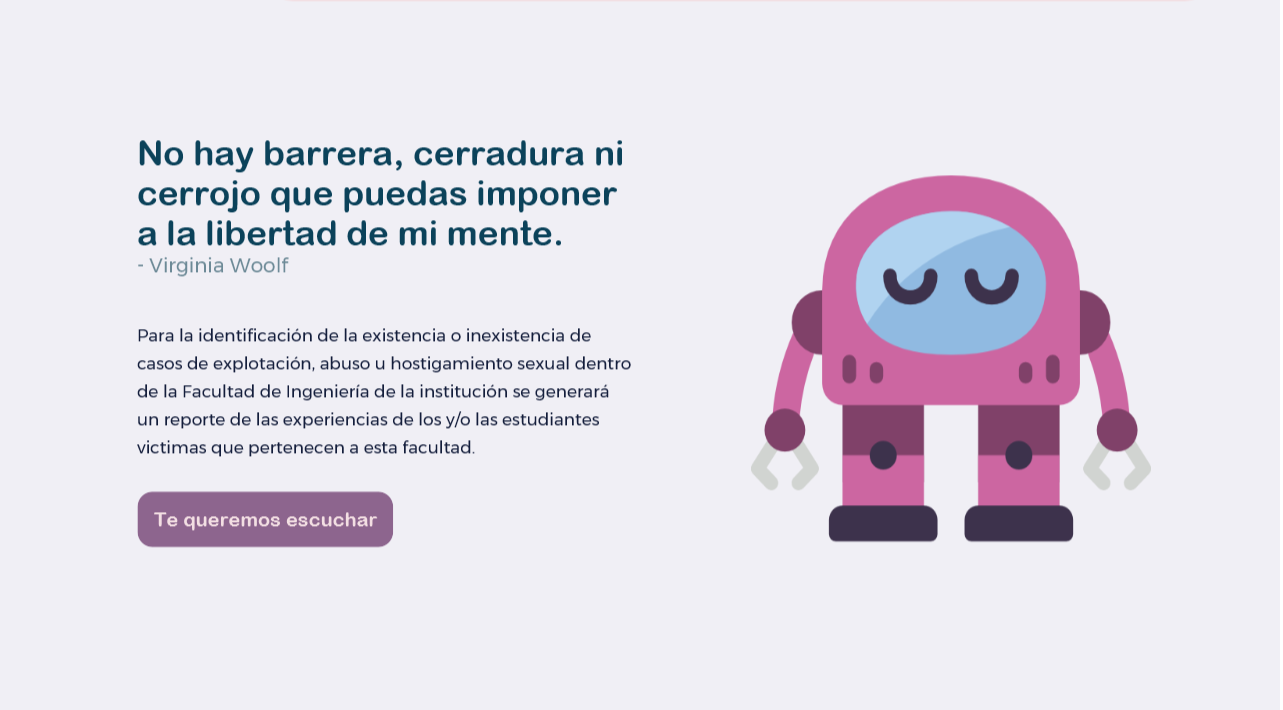 No hay barrera, cerradura ni
cerrojo que puedas imponer
a la libertad de mi mente.
- Virginia Woolf
Para la identificación de la existencia o inexistencia de
casos de explotación, abuso u hostigamiento sexual dentro
de la Facultad de Ingeniería de la institución se generará
un reporte de las experiencias de los y/o las estudiantes
victimas que pertenecen a esta facultad.
Te queremos escuchar